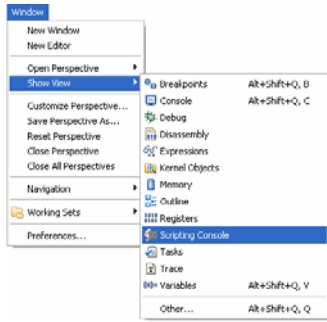 Window
New Window
New Editor
Open Perspective
Show View
Customize Perspective...
Save Perspective As...
Reset Perspective
Close Perspective
Close All Perspectives
Navigation
Working Sets
Preferences...
Breakpoints Alt+Shift+Q, B
Console Alt+Shift+Q, C
Debug
Disassembly
Expressions
Kernel Objects
Memory
Outline
Registers
Scripting Console
Tasks
Trace
Variables Alt+Shift+Q, V
Other... Alt+Shift+Q, Q